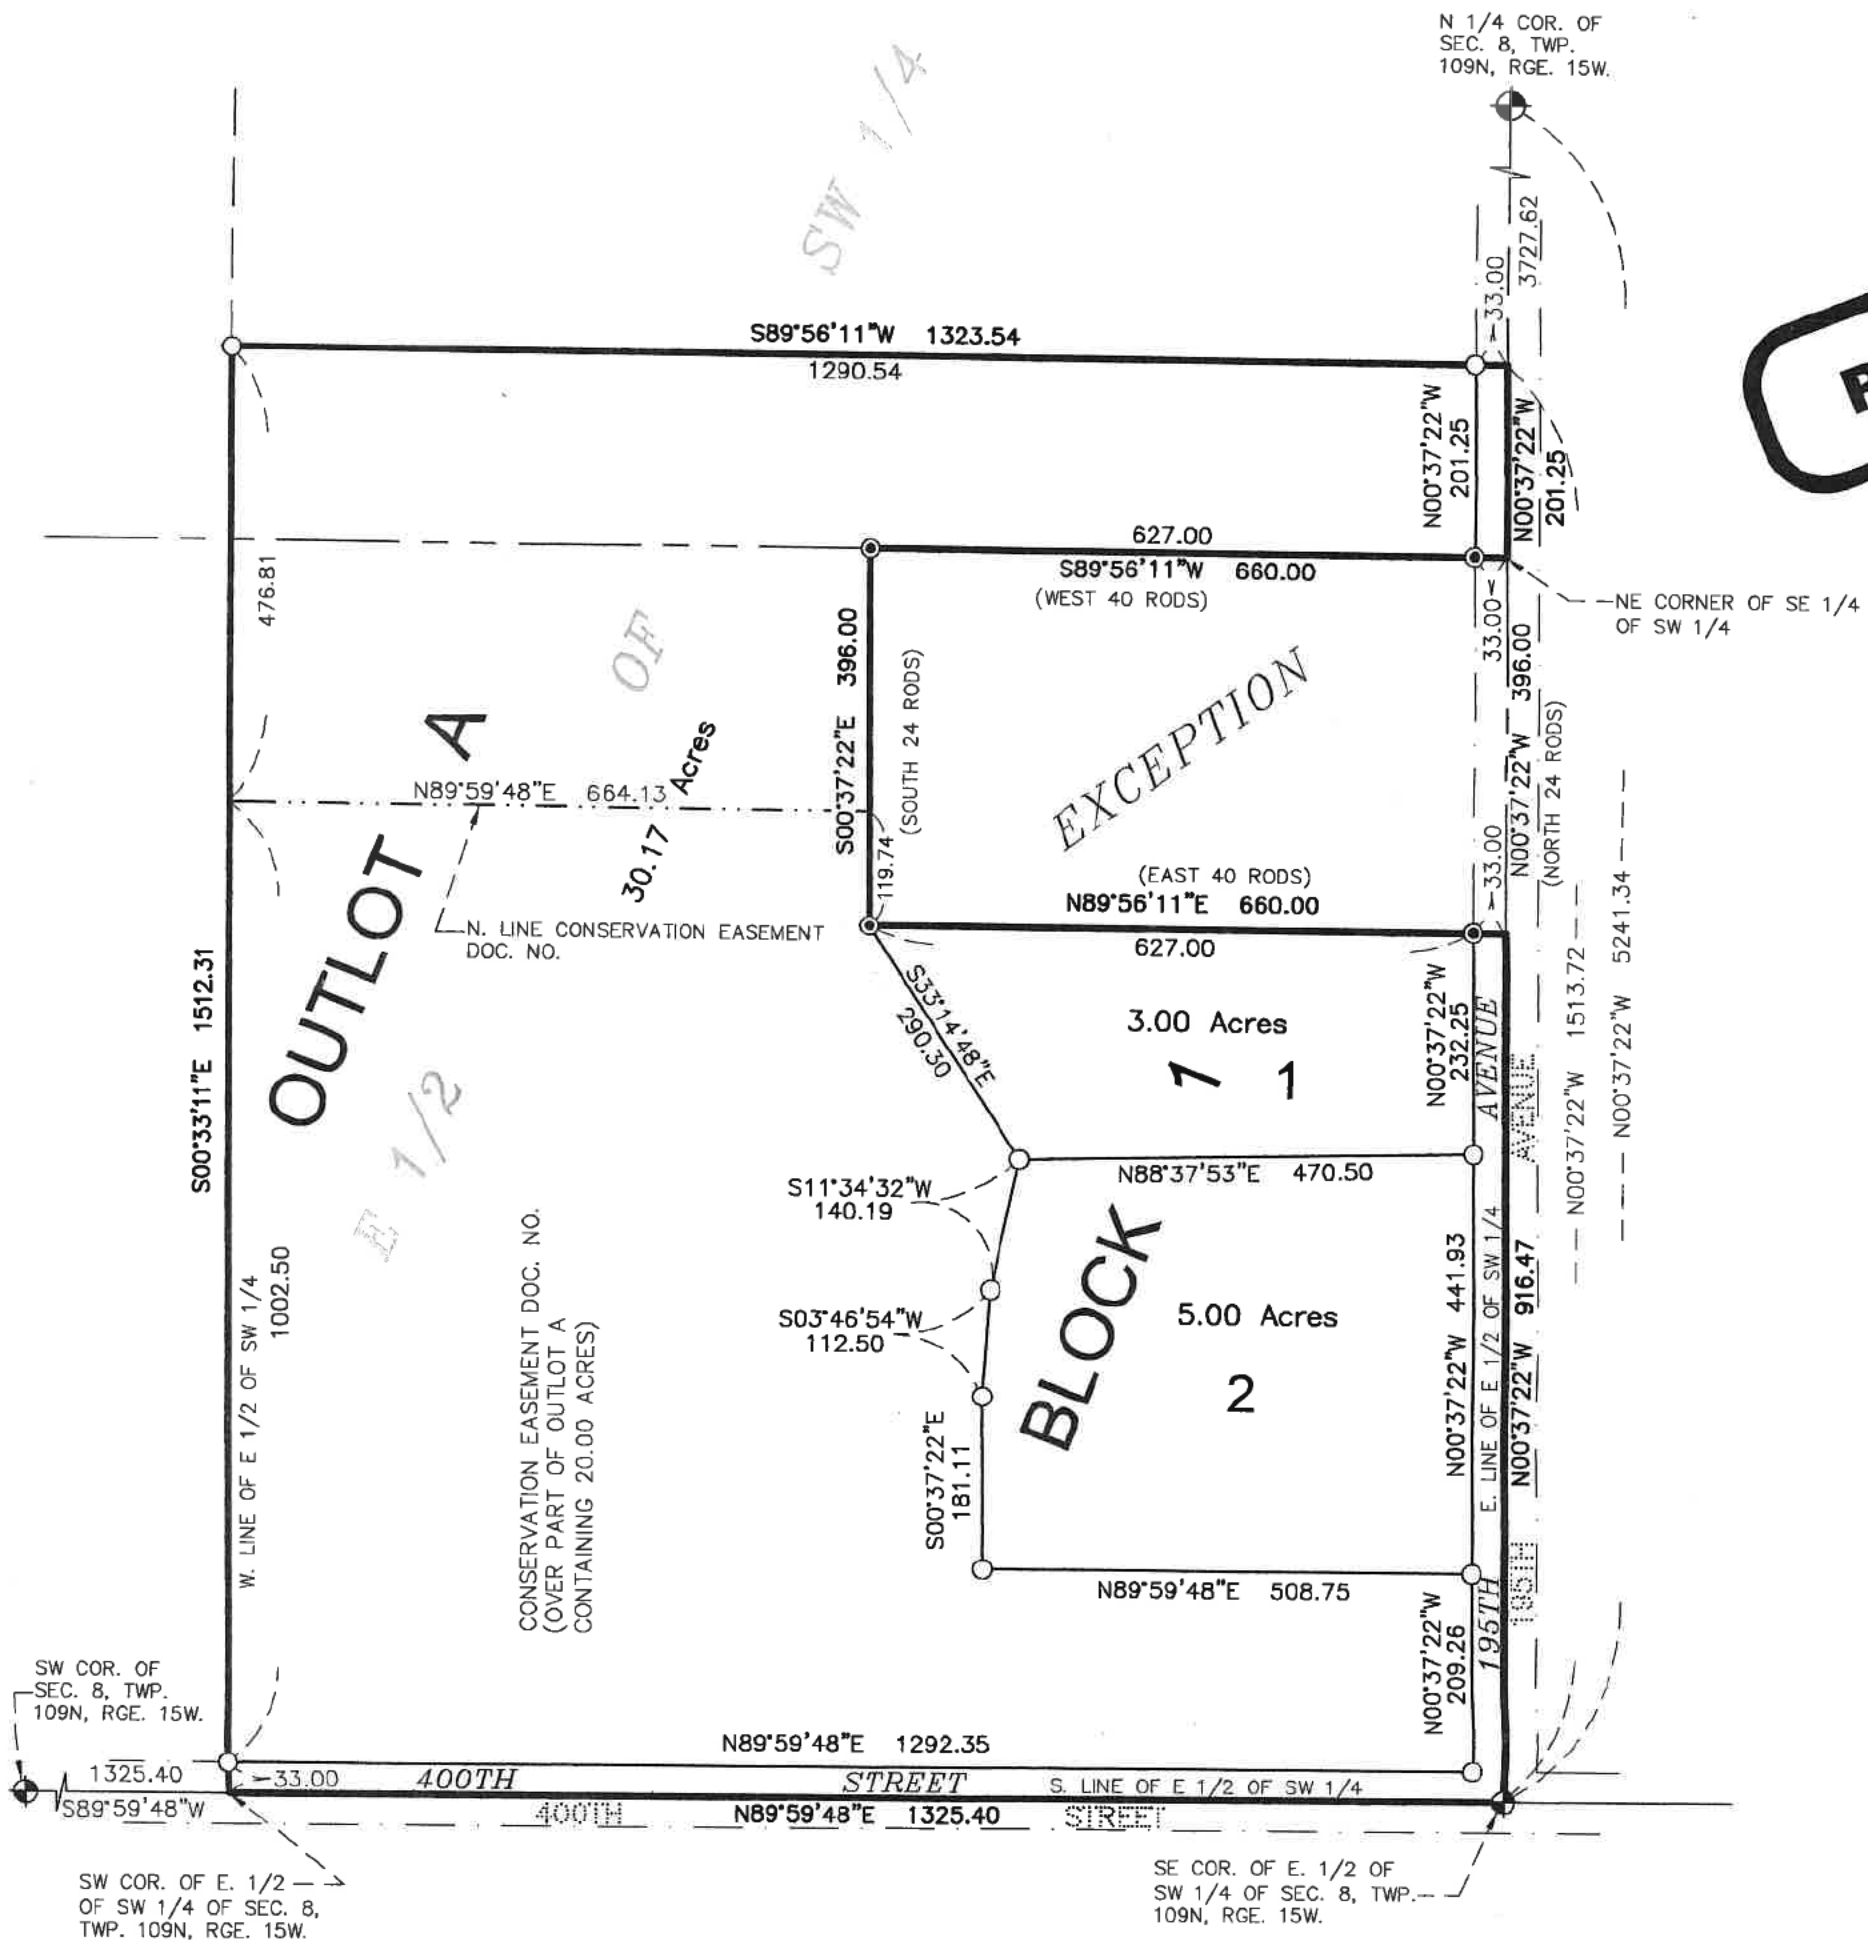 N 1/4 COR. OF
SEC. 8, TWP.
109N, RGE. 15W.
SW 1/4
3727.62
33.00
S89°56'11"W 1323.54
1290.54
N00°37'22"W
201.25
N00°37'22"W
201.25
476.81
627.00
S89°56'11"W 660.00
(WEST 40 RODS)
NE CORNER OF SE 1/4
OF SW 1/4
33.00
OF
S00°37'22"E 396.00
(SOUTH 24 RODS)
EXCEPTION
N00°37'22"W 396.00
(NORTH 24 RODS)
OUTLOT A
30.17 Acres
N89°59'48"E 664.13
N. LINE CONSERVATION EASEMENT
DOC. NO.
119.74
(EAST 40 RODS)
N89°56'11"E 660.00
627.00
33.00
N00°37'22"W 1513.72
N00°37'22"W 5241.34
S00°33'11"E 1512.31
S33°14'48"E
290.30
3.00 Acres
1
1
N00°37'22"W
232.25
AVENUE
AVENUE
E 1/2
N88°37'53"E 470.50
S11°34'32"W
140.19
S03°46'54"W
112.50
BLOCK
5.00 Acres
2
N00°37'22"W 441.93
E. LINE OF E 1/2 OF SW 1/4
N00°37'22"W 916.47
W. LINE OF E 1/2 OF SW 1/4
1002.50
CONSERVATION EASEMENT DOC. NO.
(OVER PART OF OUTLOT A
CONTAINING 20.00 ACRES)
S00°37'22"E
181.11
N89°59'48"E 508.75
N00°37'22"W
209.26
195TH
195TH
SW COR. OF
SEC. 8, TWP.
109N, RGE. 15W.
N89°59'48"E 1292.35
1325.40
S89°59'48"W
33.00
400TH STREET
S. LINE OF E 1/2 OF SW 1/4
400TH
N89°59'48"E 1325.40
STREET
SW COR. OF E. 1/2
OF SW 1/4 OF SEC. 8,
TWP. 109N, RGE. 15W.
SE COR. OF E. 1/2 OF
SW 1/4 OF SEC. 8, TWP.
109N, RGE. 15W.